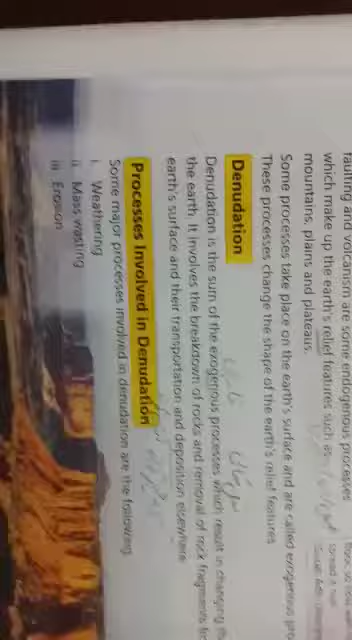 faulting and volcanism are some endogenous processes
which make up the earth's relief features such as
mountains, plains and plateaus.
Some processes take place on the earth's surface and are called exogenous
These processes change the shape of the earth's relief features
Denudation
Denudation is the sum of the exogenous processes which result in changing
the earth. It involves the breakdown of rocks and removal of rock fragments
earth's surface and their transportation and deposition elsewhere
Processes Involved in Denudation
Some major processes involved in denudation are the following
i. Weathering
ii Mass wasting
iii Erosion